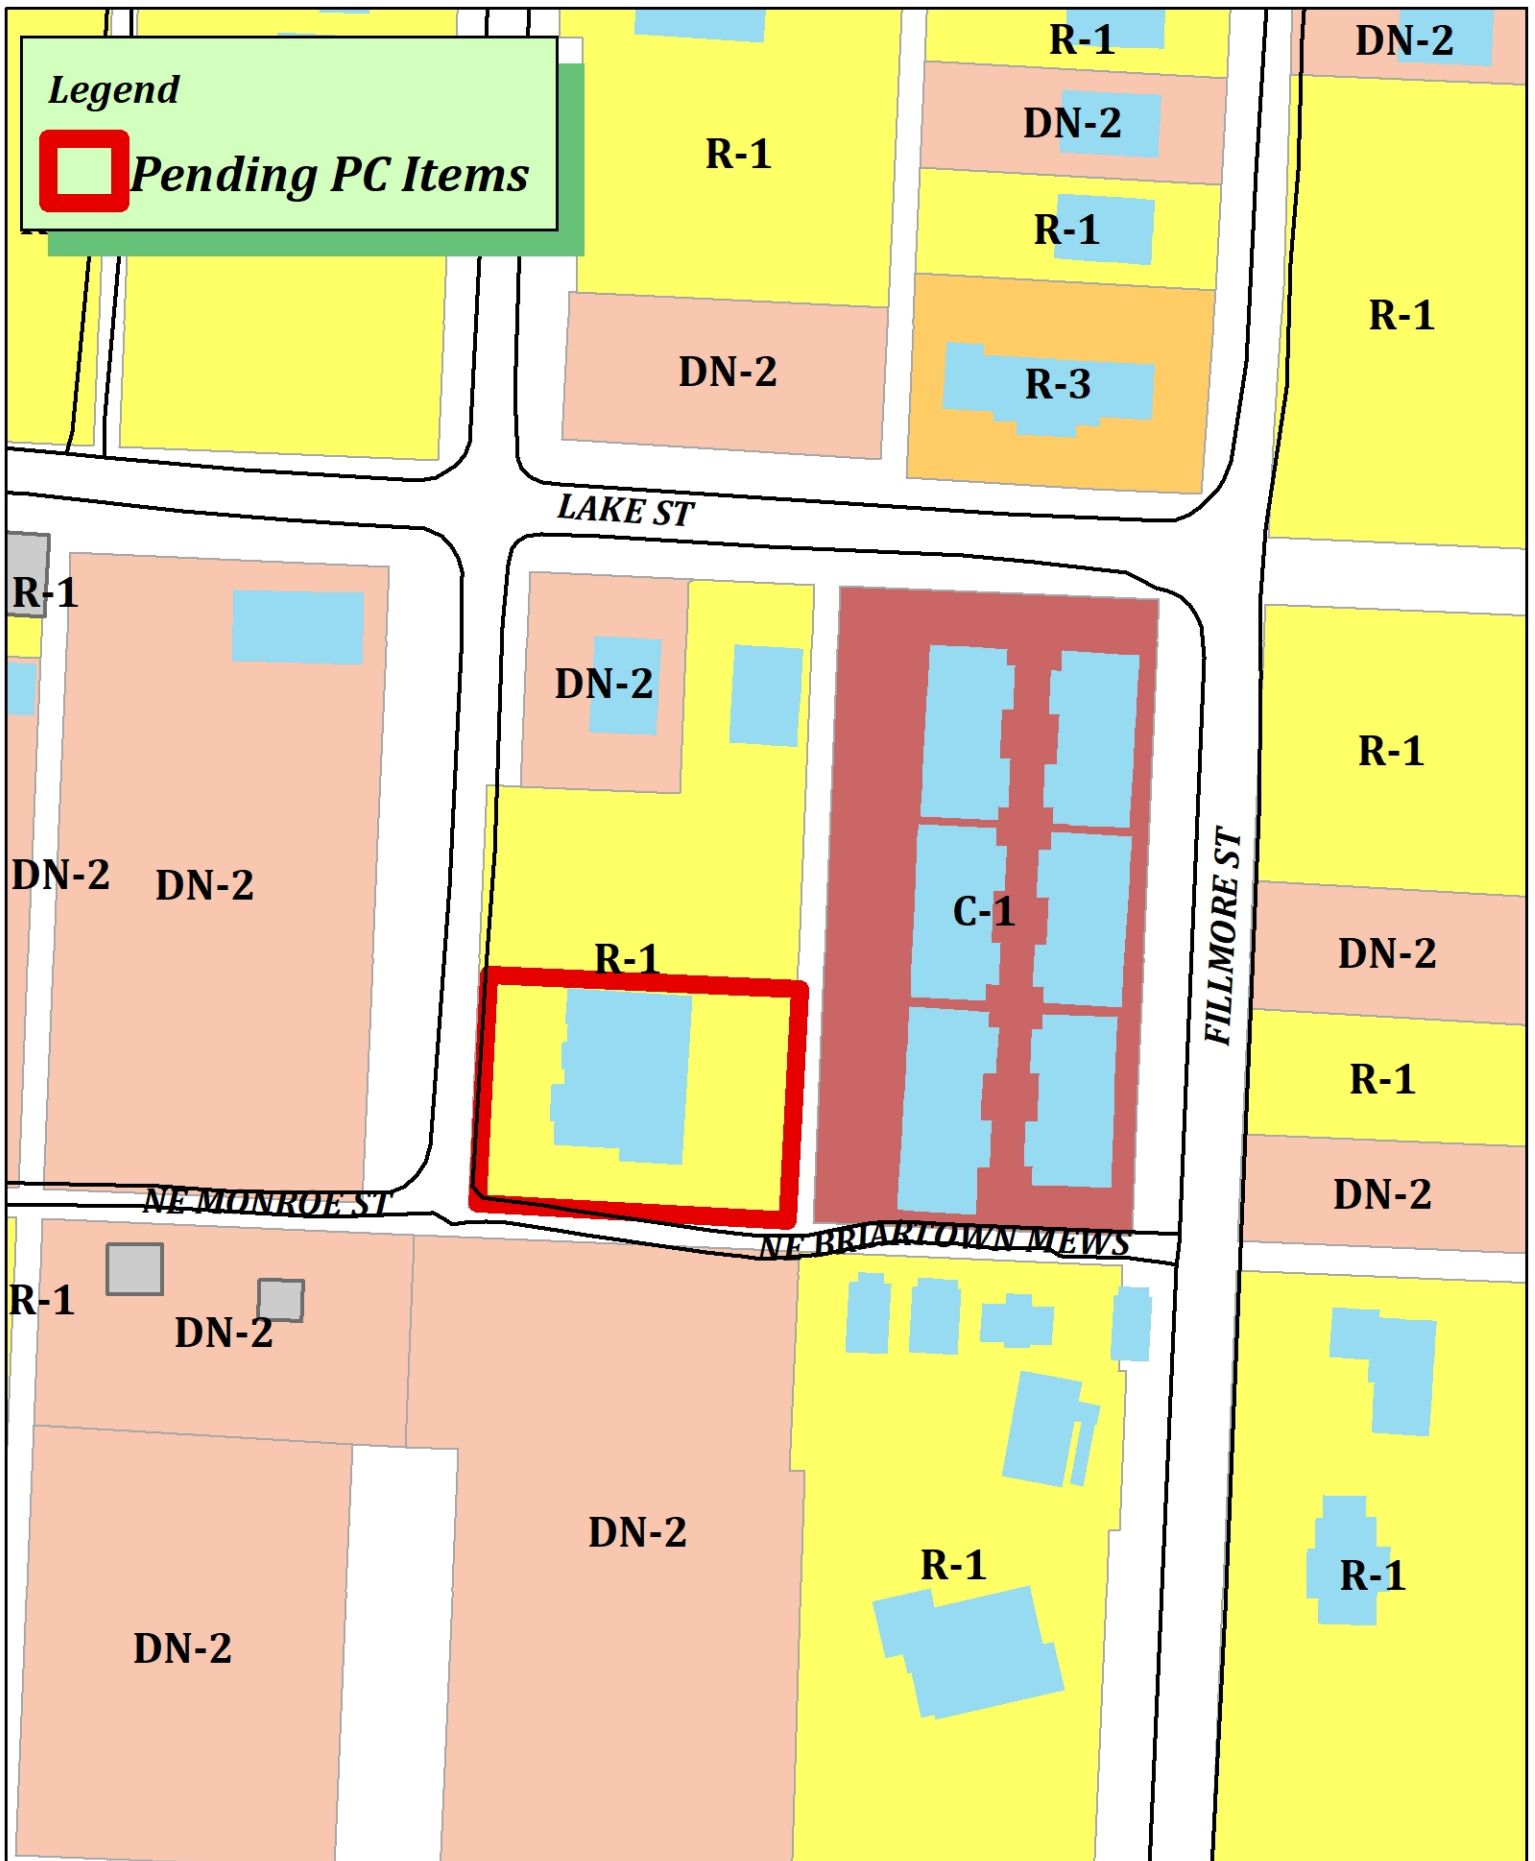 R-1
DN-2
Legend
DN-2
R-1
Pending PC Items
R-1
R-1
DN-2
R-3
LAKE ST
R-1
R-1
DN-2
R-1
DN-2
DN-2
C-1
FILLMORE ST
DN-2
R-1
R-1
DN-2
NE MONROE ST
NE BRIARTOWN MEWS
R-1
DN-2
DN-2
R-1
R-1
DN-2